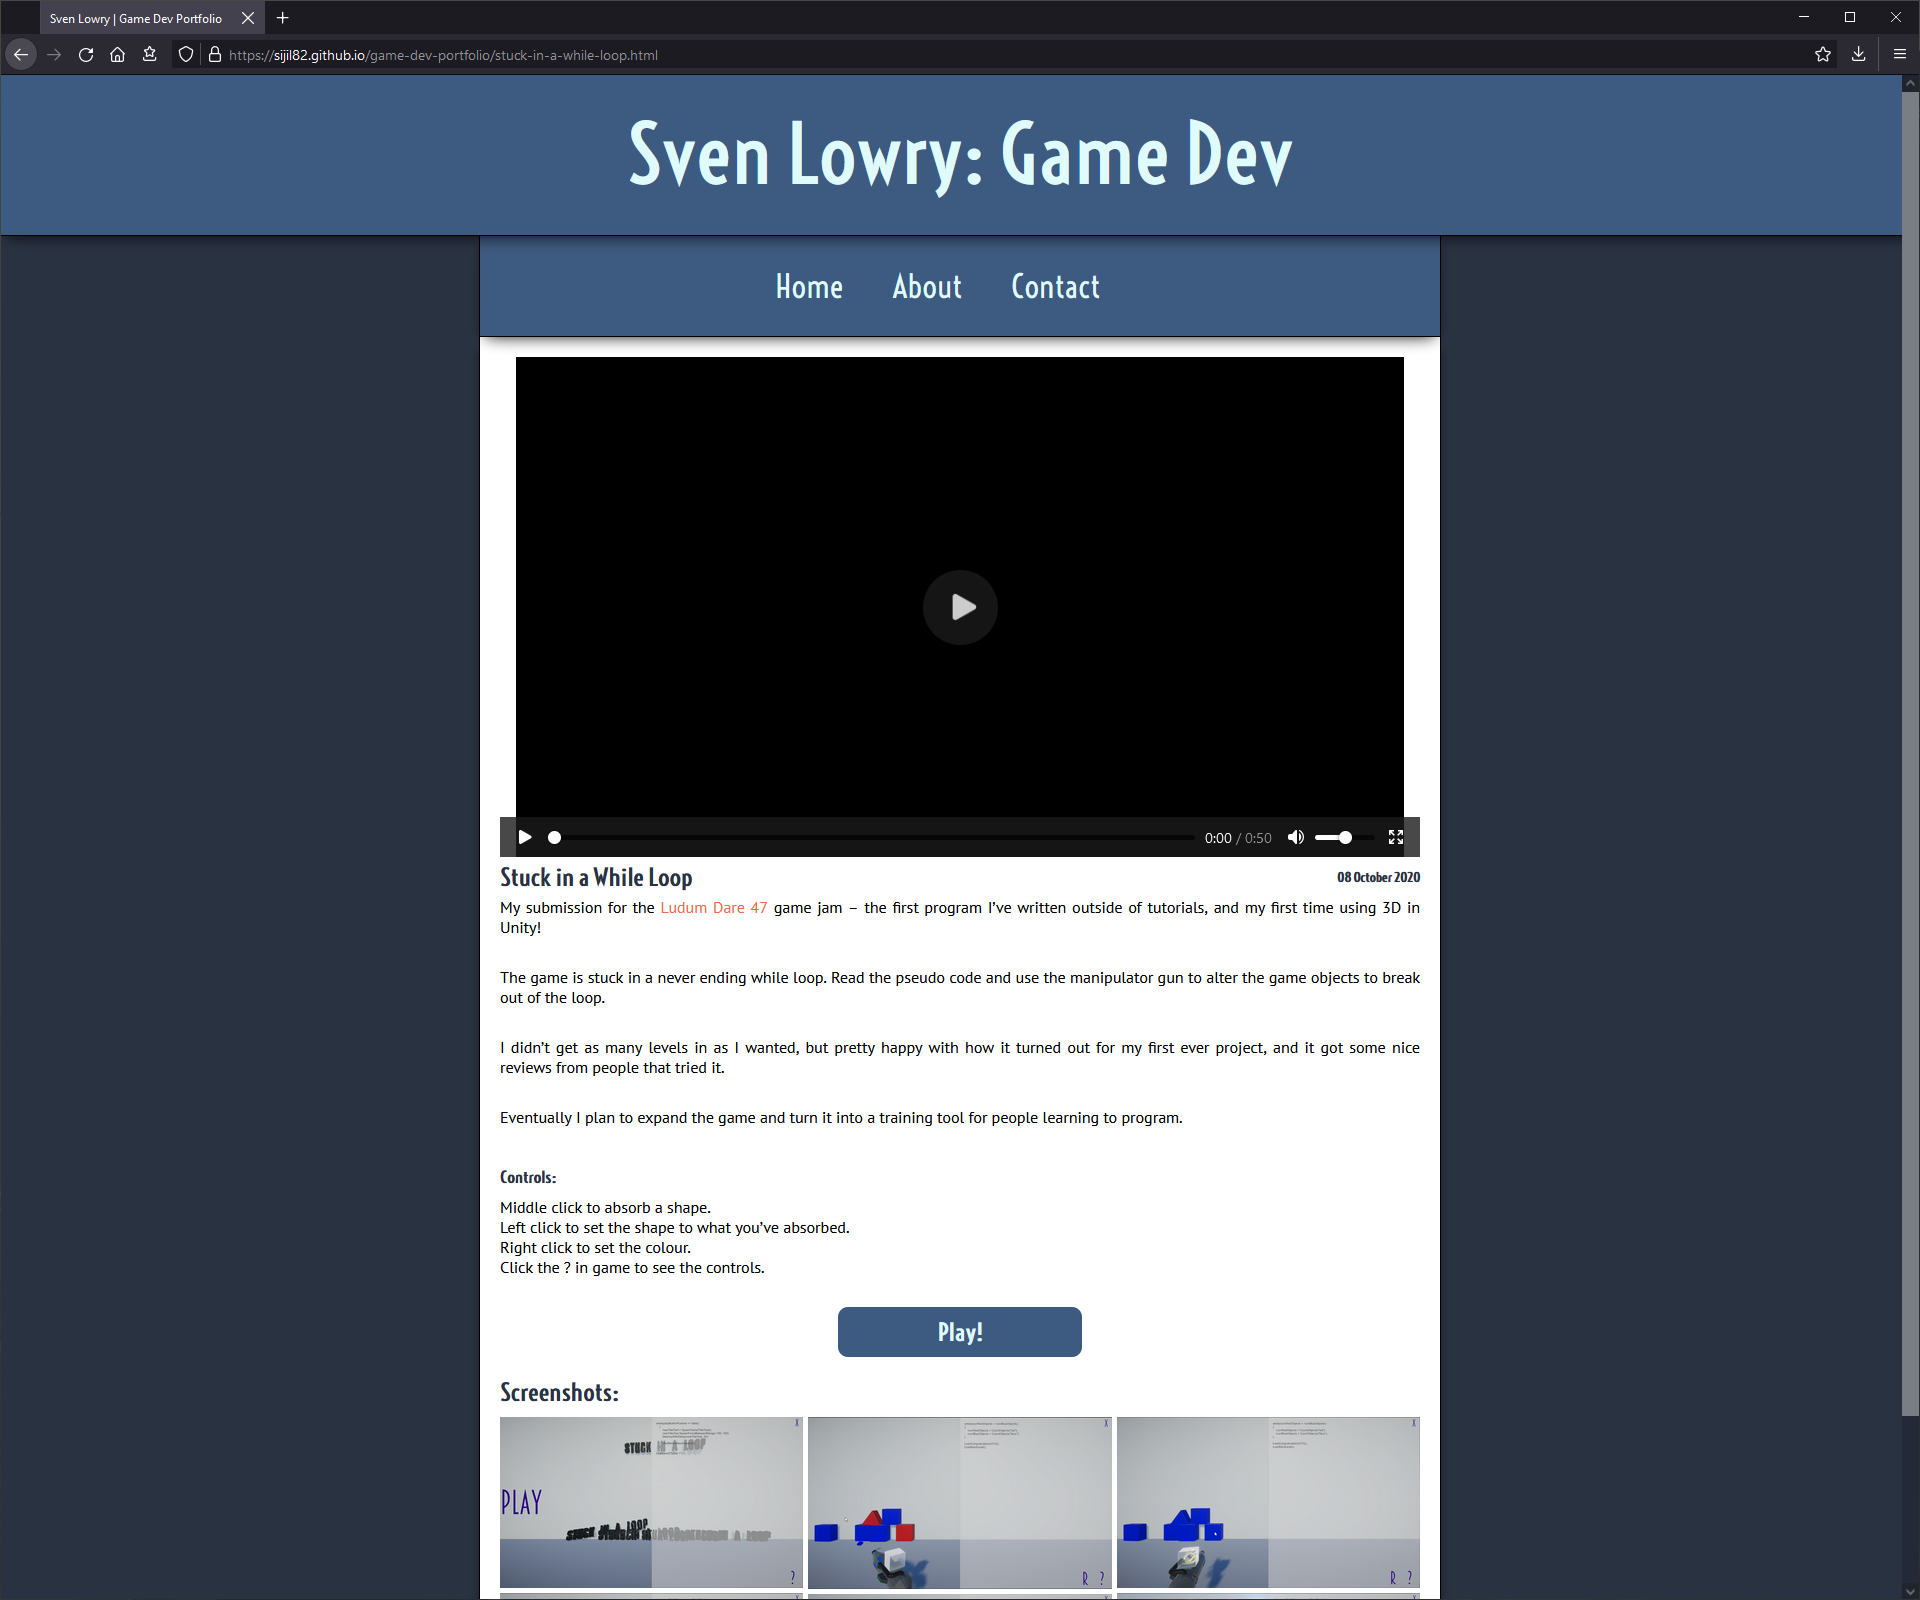 Sven Lowry | Game Dev Portfolio
https://sijil82.github.io/game-dev-portfolio/stuck-in-a-while-loop.html
Sven Lowry: Game Dev
Home About Contact
0:00 / 0:50
Stuck in a While Loop 08 October 2020
My submission for the Ludum Dare 47 game jam – the first program I’ve written outside of tutorials, and my first time using 3D in
Unity!
The game is stuck in a never ending while loop. Read the pseudo code and use the manipulator gun to alter the game objects to break
out of the loop.
I didn’t get as many levels in as I wanted, but pretty happy with how it turned out for my first ever project, and it got some nice
reviews from people that tried it.
Eventually I plan to expand the game and turn it into a training tool for people learning to program.
Controls:
Middle click to absorb a shape.
Left click to set the shape to what you’ve absorbed.
Right click to set the colour.
Click the ? in game to see the controls.
Play!
Screenshots:
X X X
STUCK IN A LOOP
PLAY
? R ? R ?